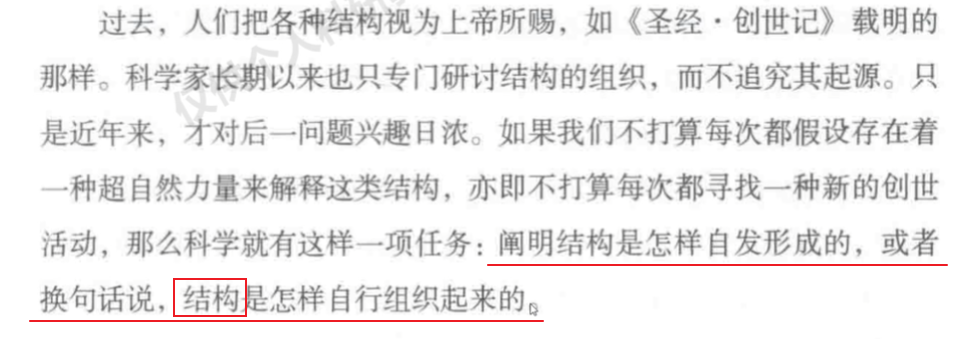 过去，人们把各种结构视为上帝所赐，如《圣经·创世记》载明的
那样。科学家长期以来也只专门研讨结构的组织，而不追究其起源。只
是近年来，才对后一问题兴趣日浓。如果我们不打算每次都假设存在着
一种超自然力量来解释这类结构，亦即不打算每次都寻找一种新的创世
活动，那么科学就有这样一项任务：阐明结构是怎样自发形成的，或者
换句话说，结构是怎样自行组织起来的。
仅供个人科研